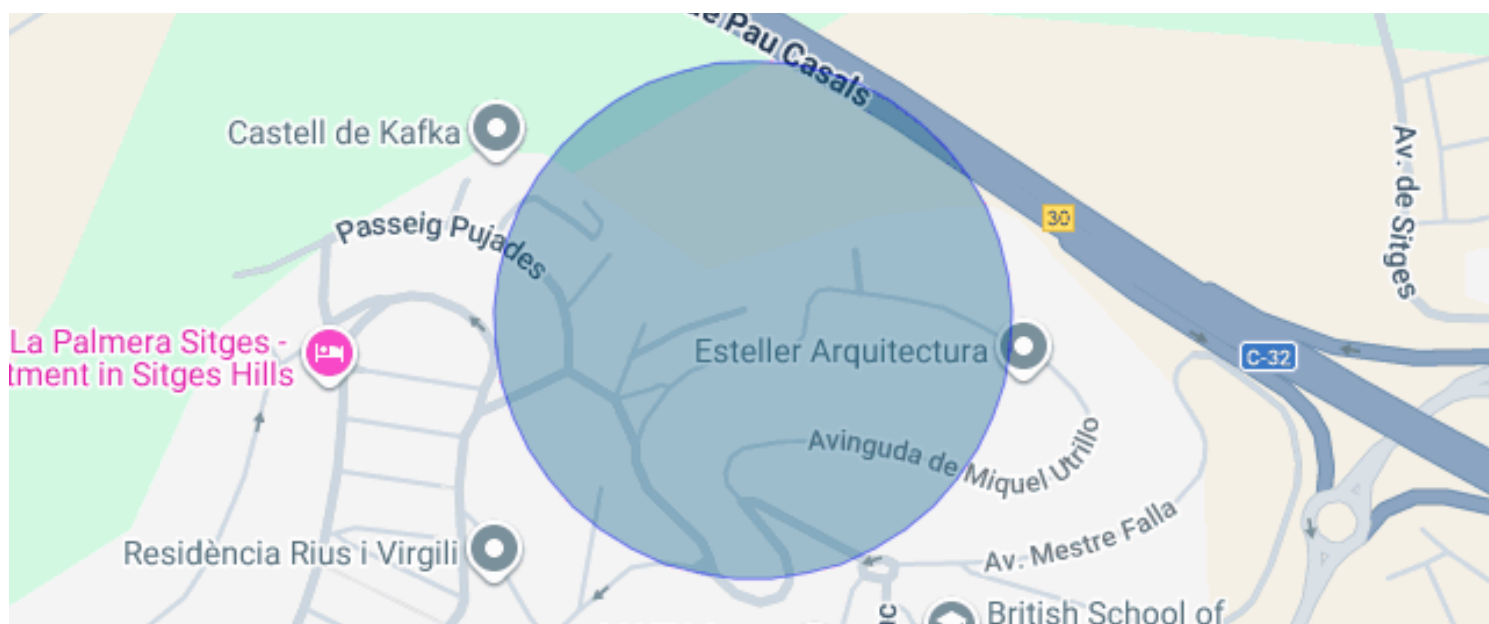 de Pau Casals
Castell de Kafka
Passeig Pujades
30
Av. de Sitges
La Palmera Sitges -
tment in Sitges Hills
Esteller Arquitectura
C-32
Avinguda de Miquel Utrillo
Residència Rius i Virgili
Av. Mestre Falla
British School of